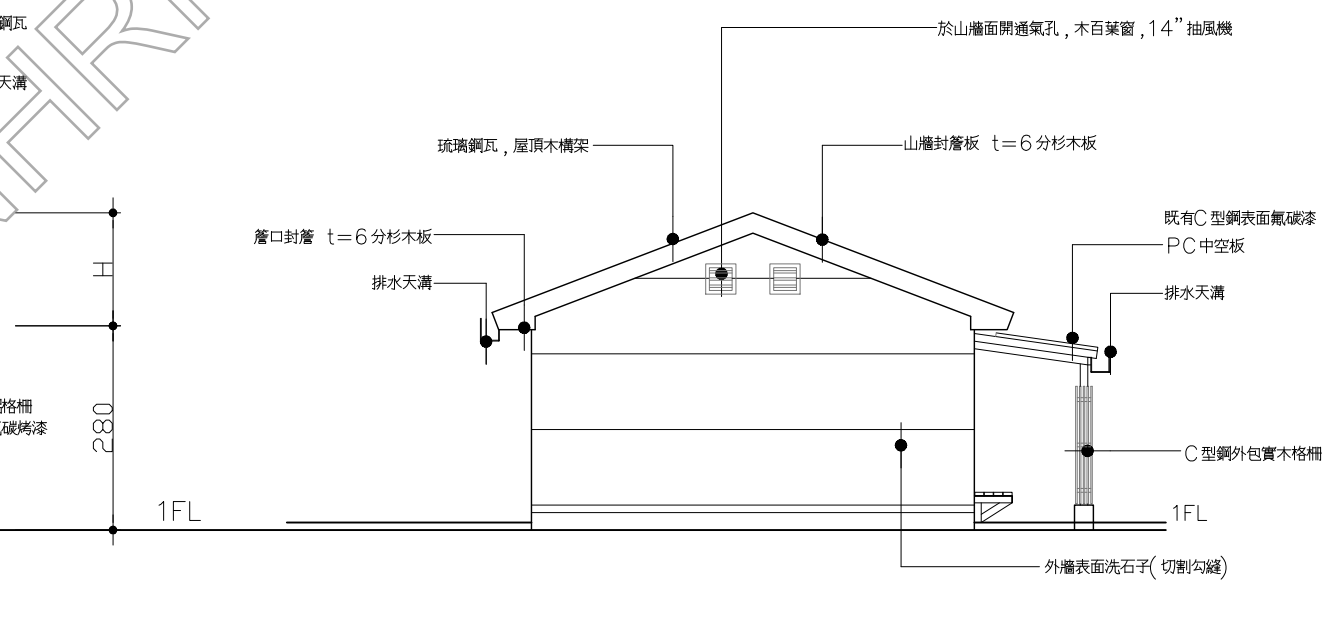 鋼瓦
於山牆面開通氣孔，木百葉窗，14”抽風機
天溝
琉璃鋼瓦，屋頂木構架
山牆封簷板 t=6分杉木板
既有C型鋼表面氟碳漆
PC中空板
簷口封簷 t=6分杉木板
排水天溝
排水天溝
H
格柵
碳烤漆
280
C型鋼外包實木格柵
1FL
1FL
外牆表面洗石子(切割勾縫)